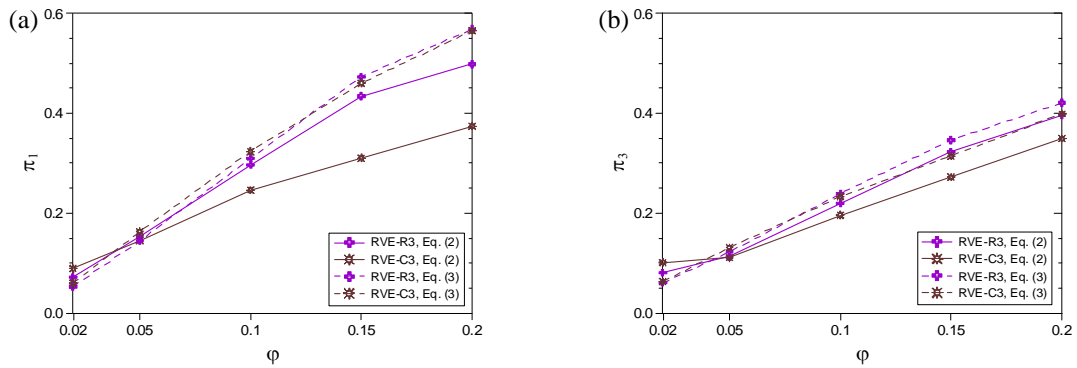 (a)
0.6
0.4
0.2
0.0
π1
0.02
0.05
0.1
0.15
0.2
φ
RVE-R3, Eq. (2)
RVE-C3, Eq. (2)
RVE-R3, Eq. (3)
RVE-C3, Eq. (3)
(b)
0.6
0.4
0.2
0.0
π3
0.02
0.05
0.1
0.15
0.2
φ
RVE-R3, Eq. (2)
RVE-C3, Eq. (2)
RVE-R3, Eq. (3)
RVE-C3, Eq. (3)